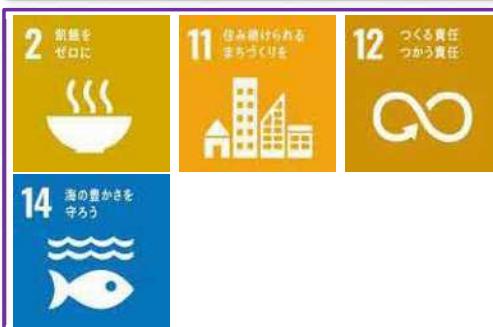 2 飢餓を
ゼロに
11 住み続けられる
まちづくりを
12 つくる責任
つかう責任
14 海の豊かさを
守ろう